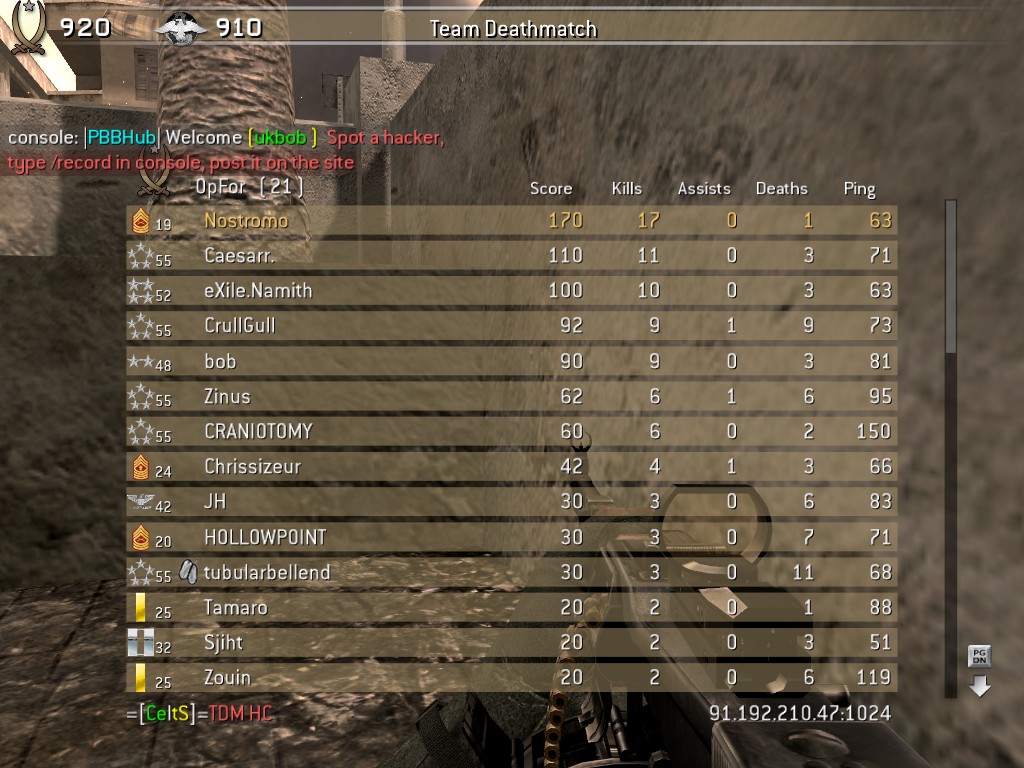 920 910 Team Deathmatch
console: |PBBHub| Welcome [ukbob ] Spot a hacker,
type /record in console, post it on the site
OpFor [ 21 ] Score Kills Assists Deaths Ping
19 Nostromo 170 17 0 1 63
55 Caesarr. 110 11 0 3 71
52 eXile.Namith 100 10 0 3 63
55 CrullGull 92 9 1 9 73
48 bob 90 9 0 3 81
55 Zinus 62 6 1 6 95
55 CRANIOTOMY 60 6 0 2 150
24 Chrissizeur 42 4 1 3 66
42 JH 30 3 0 6 83
20 HOLLOWPOINT 30 3 0 7 71
55 tubularbellend 30 3 0 11 68
25 Tamaro 20 2 0 1 88
32 Sjiht 20 2 0 3 51
PG
DN
25 Zouin 20 2 0 6 119
=[CeltS]=TDM HC 91.192.210.47:1024